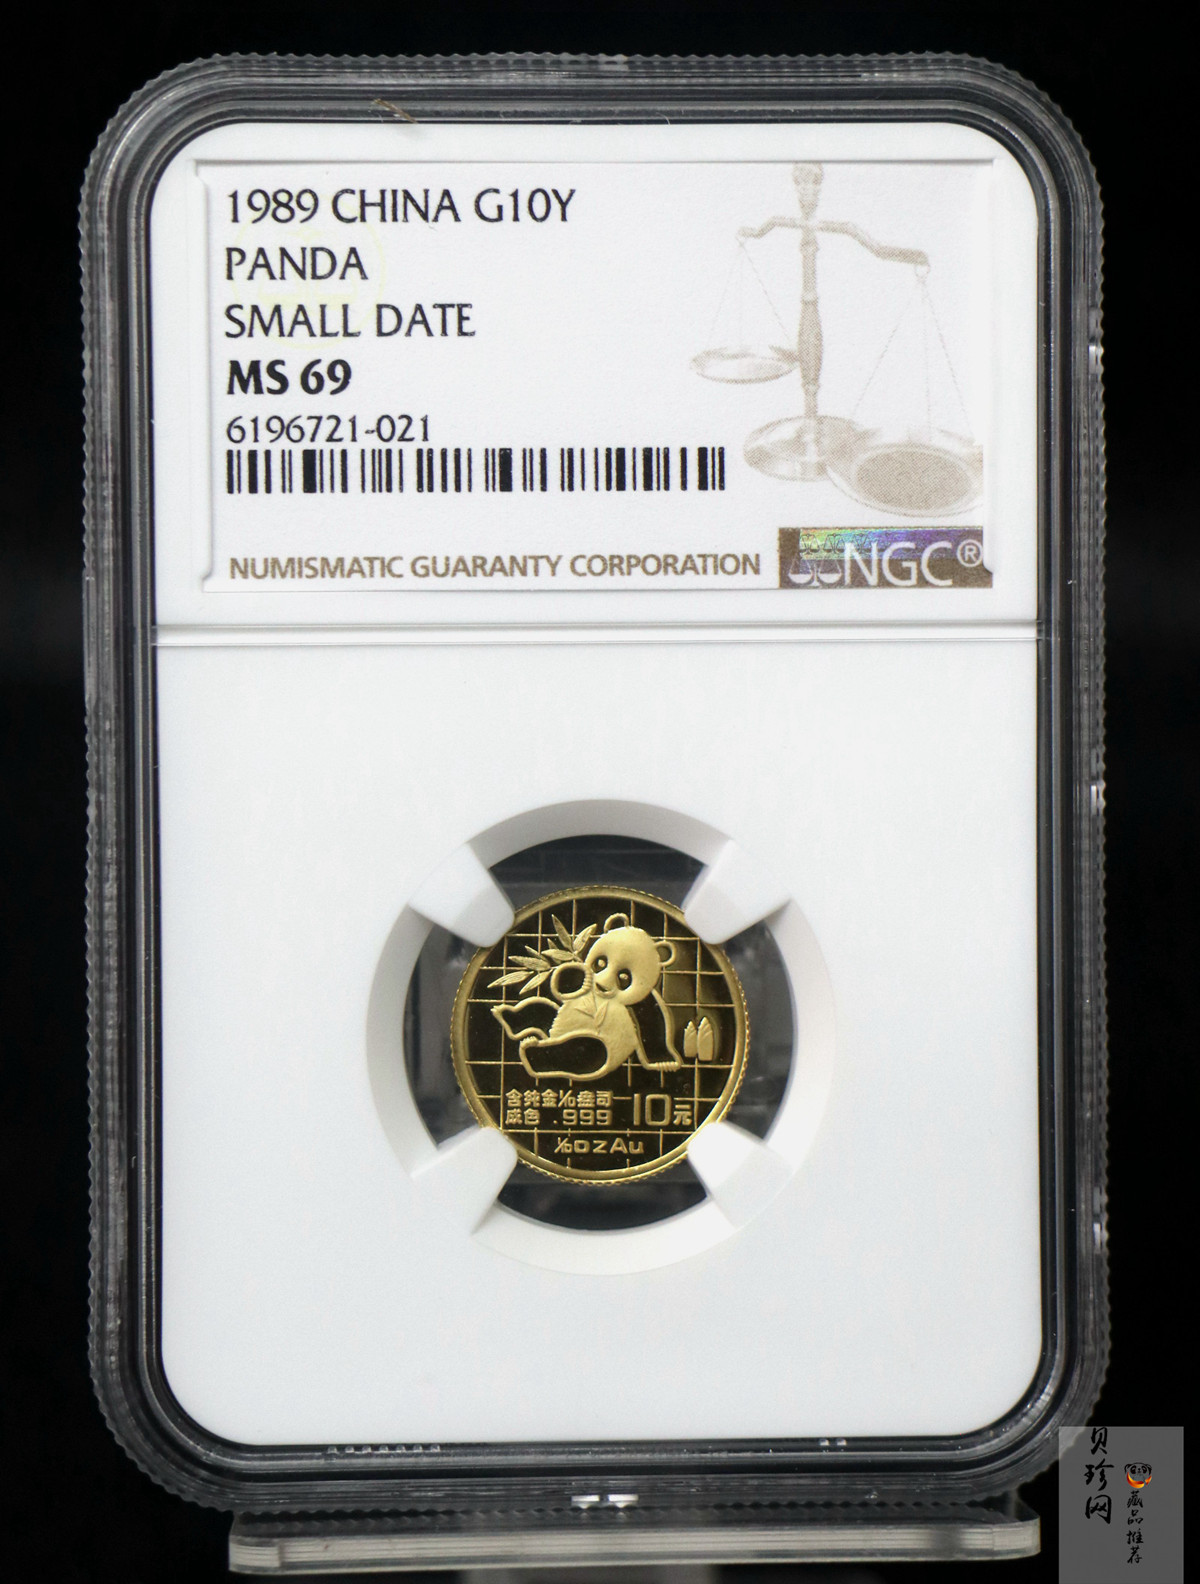 1989 CHINA G10Y
PANDA
SMALL DATE
MS 69
6196721-021
NUMISMATIC GUARANTY CORPORATION
NGC®
含纯金1/10盎司
成色 .999
10元
1/10 oz Au
贝珍网
藏品推荐